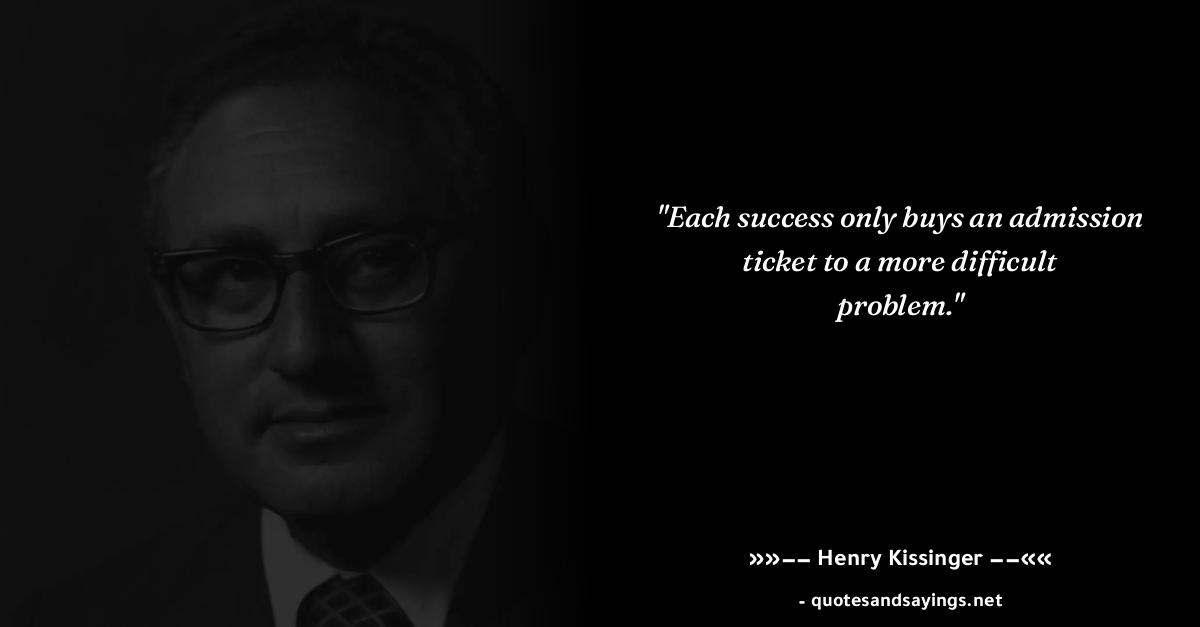 "Each success only buys an admission
ticket to a more difficult
problem."
»»−− Henry Kissinger −−««
- quotesandsayings.net